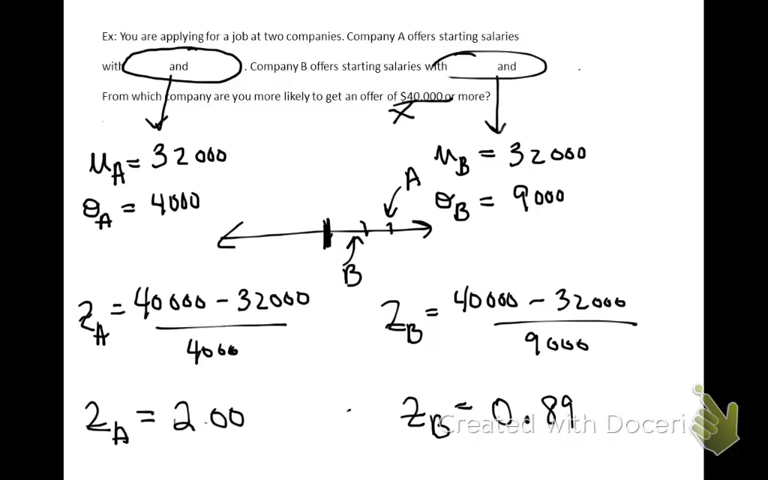 Ex: You are applying for a job at two companies. Company A offers starting salaries
with and . Company B offers starting salaries with and .
From which company are you more likely to get an offer of $40,000 or more?
x
μA = 32000
μB = 32000
A
σA = 4000
σB = 9000
B
ZA = 40000 - 32000 / 4000
ZB = 40000 - 32000 / 9000
ZA = 2.00
ZB = 0.89
Created with Doceri